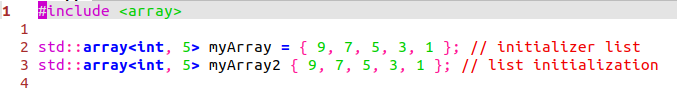 1 #include <array>
1
2 std::array<int, 5> myArray = { 9, 7, 5, 3, 1 }; // initializer list
3 std::array<int, 5> myArray2 { 9, 7, 5, 3, 1 }; // list initialization
4